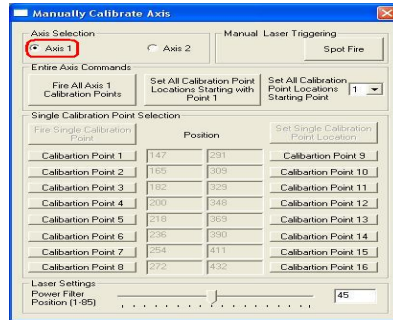 Manually Calibrate Axis
Axis Selection
Axis 1
Axis 2
Manual Laser Triggering
Spot Fire
Entire Axis Commands
Fire All Axis 1
Calibration Points
Set All Calibration Point
Locations Starting with
Point 1
Set All Calibration
Point Locations
Starting Point
1
Single Calibration Point Selection
Fire Single Calibration
Point
Position
Set Single Calibration
Point Location
Calibartion Point 1 147 291 Calibartion Point 9
Calibartion Point 2 165 309 Calibartion Point 10
Calibartion Point 3 182 329 Calibartion Point 11
Calibartion Point 4 200 348 Calibartion Point 12
Calibartion Point 5 218 369 Calibartion Point 13
Calibartion Point 6 236 390 Calibartion Point 14
Calibartion Point 7 254 411 Calibartion Point 15
Calibartion Point 8 272 432 Calibartion Point 16
Laser Settings
Power Filter
Position (1-85)
45